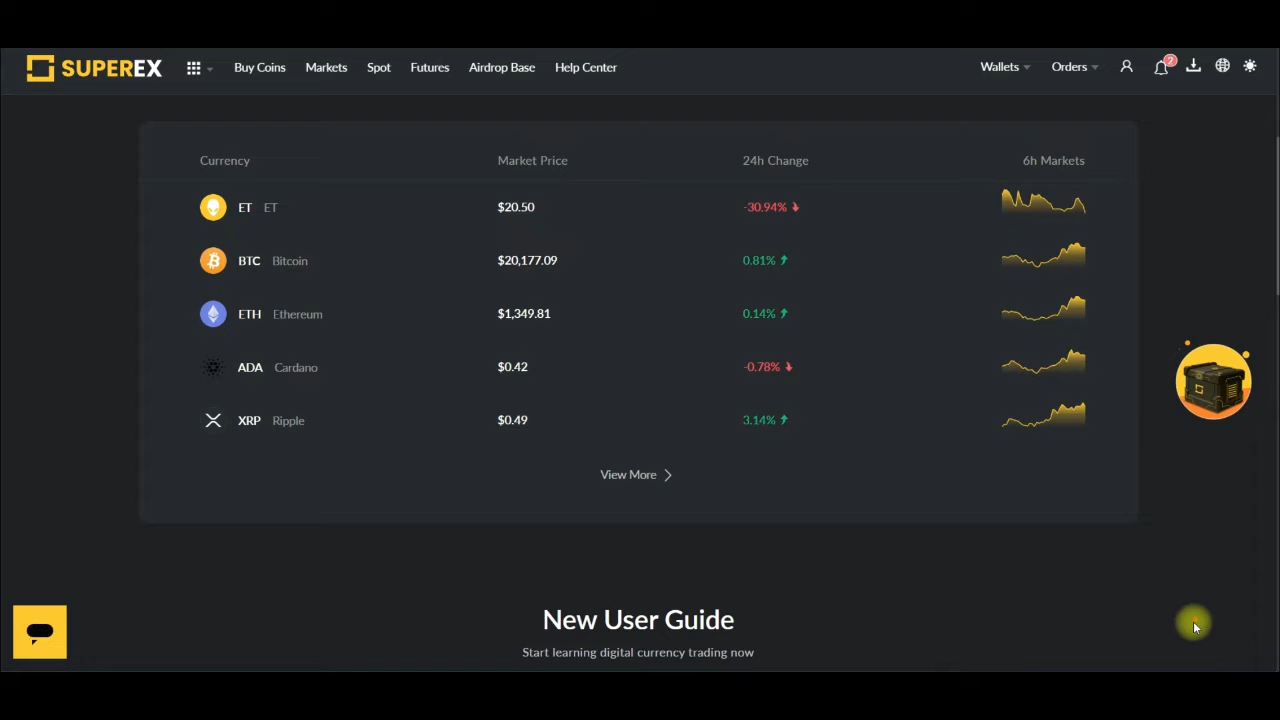 SUPEREX Buy Coins Markets Spot Futures Airdrop Base Help Center Wallets Orders 2
Currency Market Price 24h Change 6h Markets
ET ET $20.50 -30.94%
BTC Bitcoin $20,177.09 0.81%
ETH Ethereum $1,349.81 0.14%
ADA Cardano $0.42 -0.78%
XRP Ripple $0.49 3.14%
View More
New User Guide
Start learning digital currency trading now